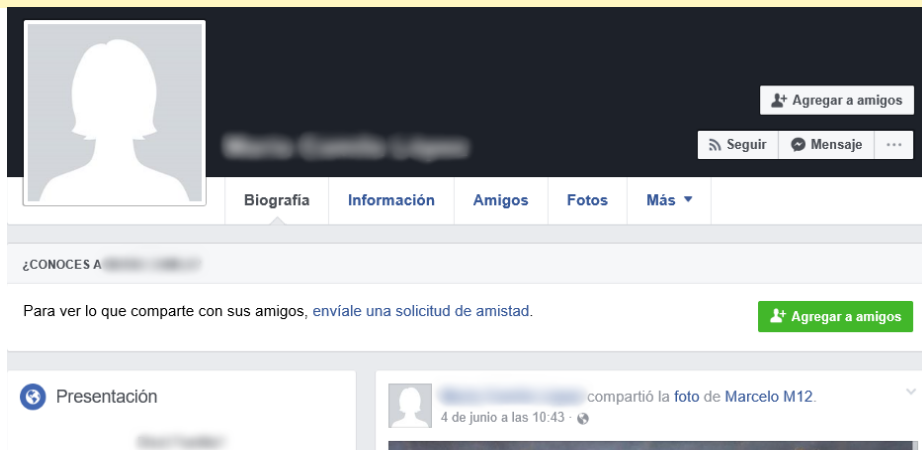 Agregar a amigos
Seguir Mensaje ...
Biografía Información Amigos Fotos Más
¿CONOCES A
Para ver lo que comparte con sus amigos, envíale una solicitud de amistad.
Agregar a amigos
Presentación
compartió la foto de Marcelo M12.
4 de junio a las 10:43 ·